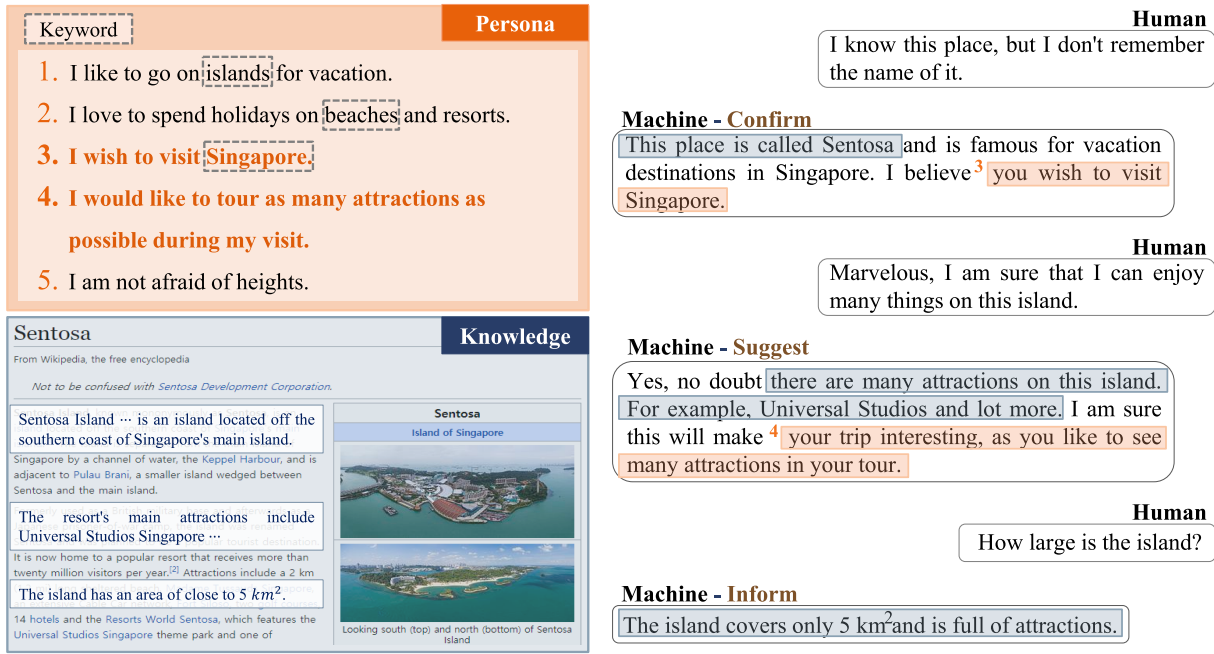 Keyword
Persona
1. I like to go on islands for vacation.
2. I love to spend holidays on beaches and resorts.
3. I wish to visit Singapore.
4. I would like to tour as many attractions as
possible during my visit.
5. I am not afraid of heights.
Sentosa
Knowledge
From Wikipedia, the free encyclopedia
Not to be confused with Sentosa Development Corporation.
Sentosa Island ··· is an island located off the
southern coast of Singapore's main island.
Singapore by a channel of water, the Keppel Harbour, and is
adjacent to Pulau Brani, a smaller island wedged between
Sentosa and the main island.
The resort's main attractions include
Universal Studios Singapore ···
It is now home to a popular resort that receives more than
twenty million visitors per year.[2] Attractions include a 2 km
The island has an area of close to 5 km².
14 hotels and the Resorts World Sentosa, which features the
Universal Studios Singapore theme park and one of
Sentosa
Island of Singapore
Looking south (top) and north (bottom) of Sentosa
Island
Human
I know this place, but I don't remember
the name of it.
Machine - Confirm
This place is called Sentosa and is famous for vacation
destinations in Singapore. I believe 3 you wish to visit
Singapore.
Human
Marvelous, I am sure that I can enjoy
many things on this island.
Machine - Suggest
Yes, no doubt there are many attractions on this island.
For example, Universal Studios and lot more. I am sure
this will make 4 your trip interesting, as you like to see
many attractions in your tour.
Human
How large is the island?
Machine - Inform
The island covers only 5 km² and is full of attractions.